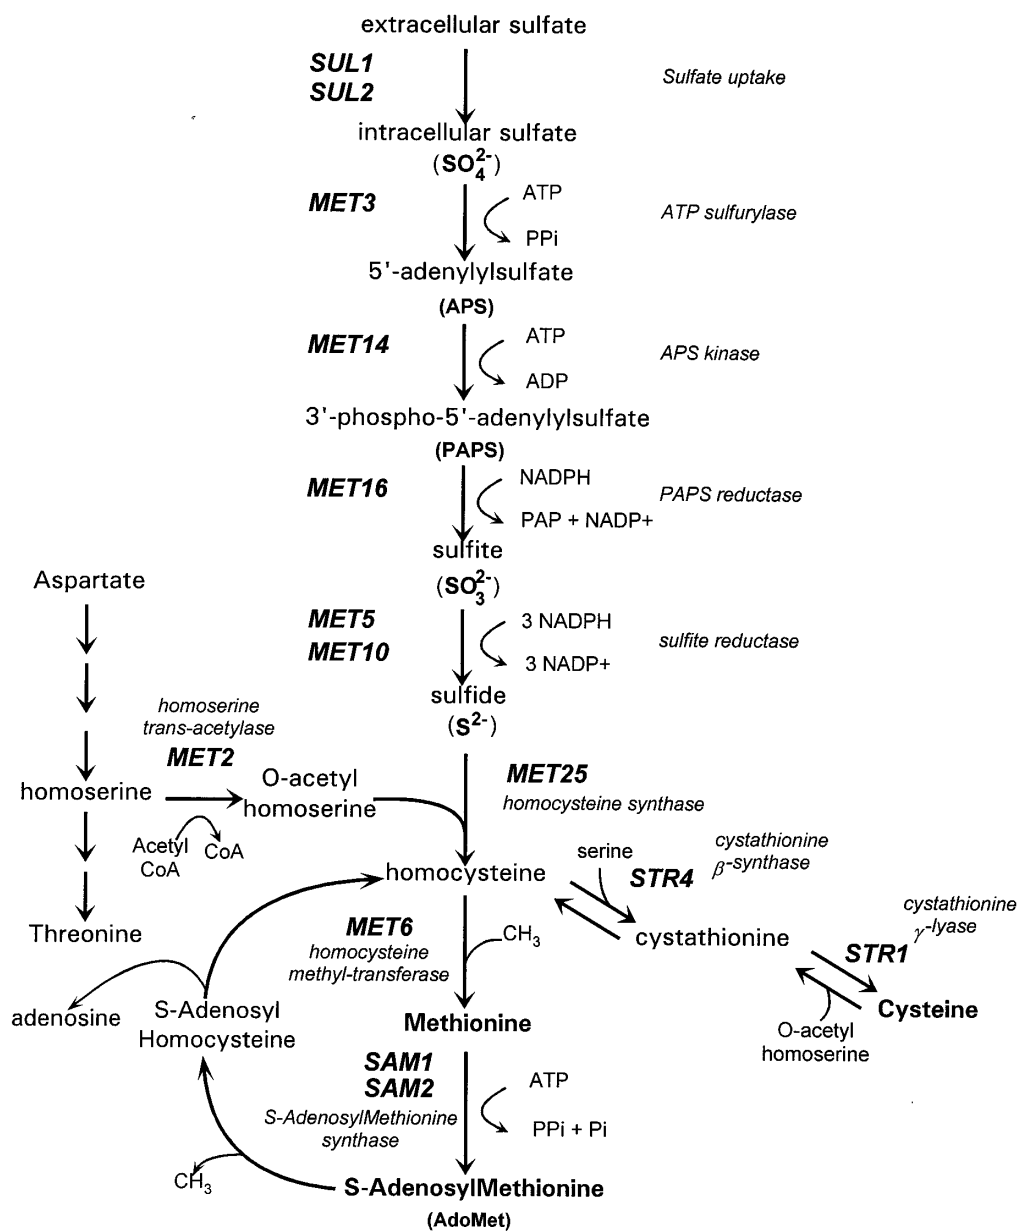 extracellular sulfate
SUL1
SUL2
Sulfate uptake
intracellular sulfate
(SO₄²⁻)
MET3
ATP
PPi
ATP sulfurylase
5'-adenylylsulfate
(APS)
MET14
ATP
ADP
APS kinase
3'-phospho-5'-adenylylsulfate
(PAPS)
MET16
NADPH
PAP + NADP+
PAPS reductase
sulfite
(SO₃²⁻)
Aspartate
MET5
MET10
3 NADPH
3 NADP+
sulfite reductase
sulfide
(S²⁻)
homoserine
trans-acetylase
MET2
homoserine
O-acetyl
homoserine
Acetyl
CoA
CoA
MET25
homocysteine synthase
homocysteine
serine
STR4
cystathionine
β-synthase
cystathionine
cystathionine
γ-lyase
STR1
Cysteine
O-acetyl
homoserine
Threonine
MET6
homocysteine
methyl-transferase
CH₃
adenosine
S-Adenosyl
Homocysteine
Methionine
SAM1
SAM2
S-AdenosylMethionine
synthase
ATP
PPi + Pi
CH₃
S-AdenosylMethionine
(AdoMet)